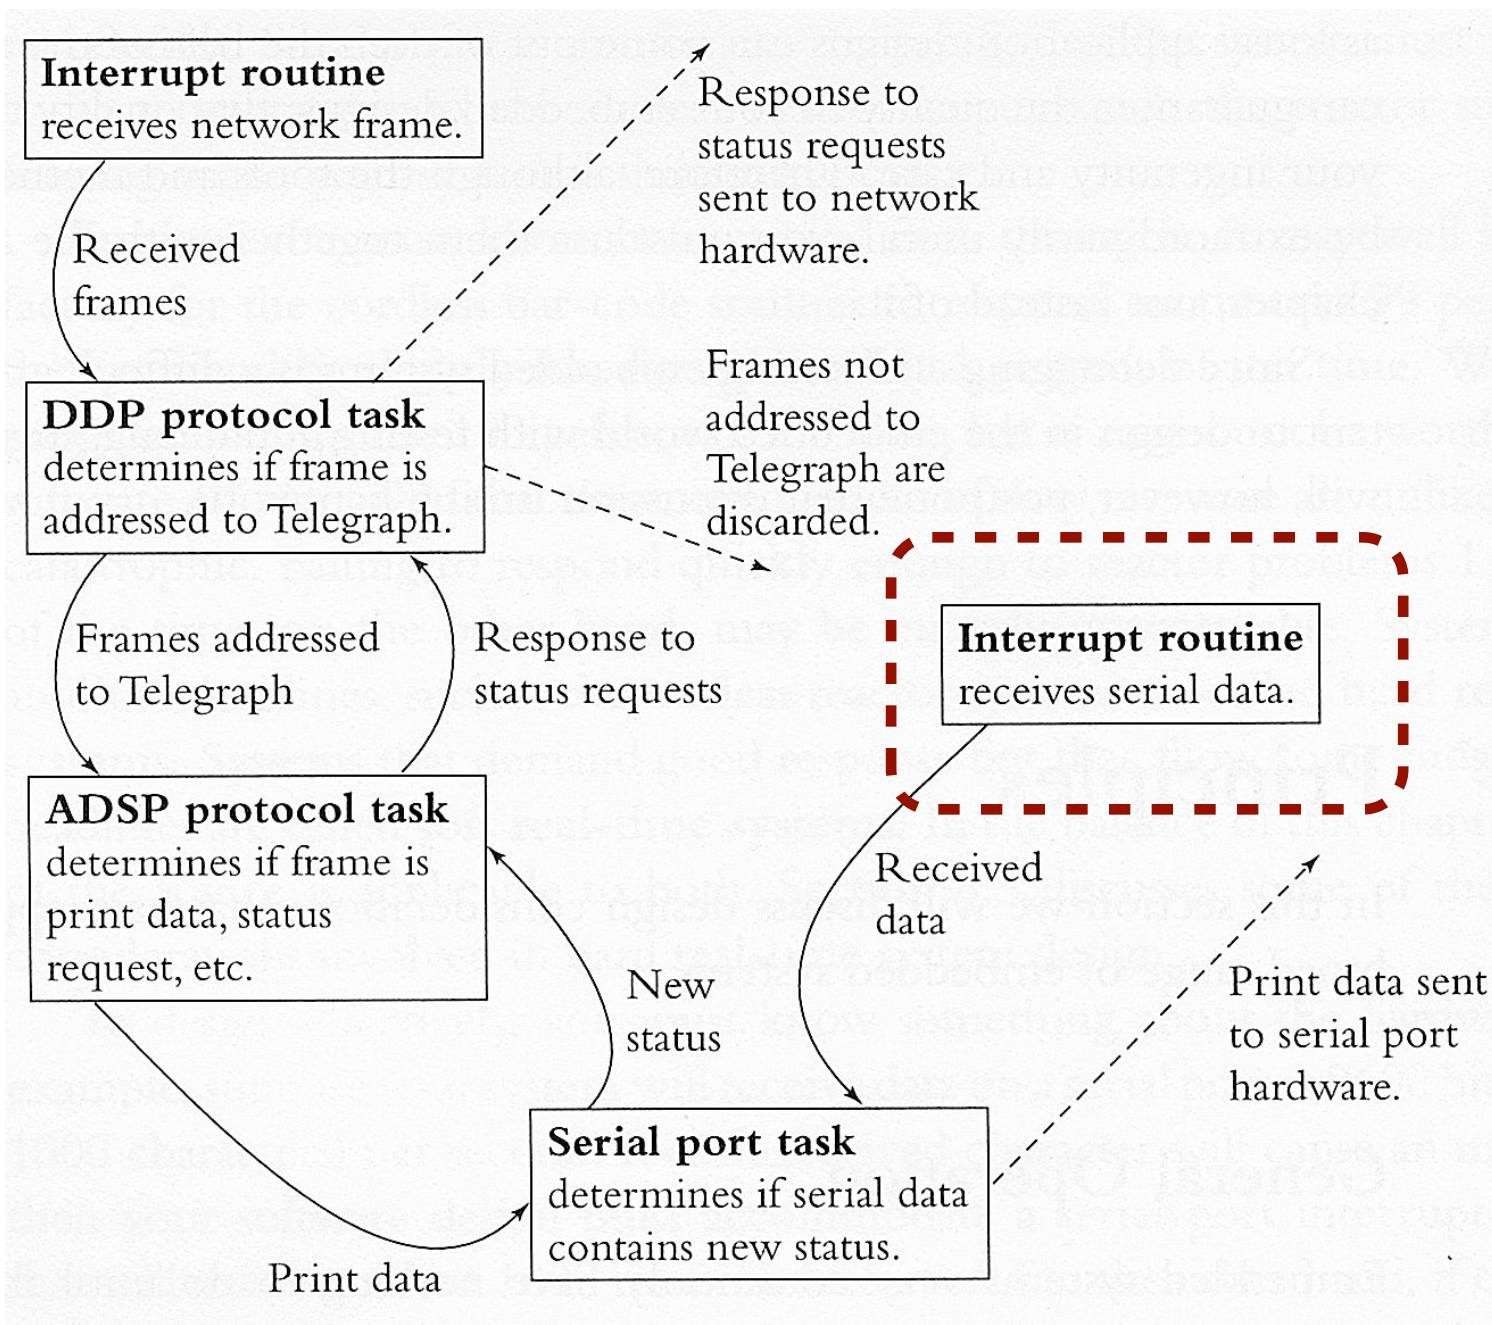 Interrupt routine
receives network frame.
Response to
status requests
sent to network
hardware.
Received
frames
Frames not
addressed to
Telegraph are
discarded.
DDP protocol task
determines if frame is
addressed to Telegraph.
Frames addressed
to Telegraph
Response to
status requests
Interrupt routine
receives serial data.
ADSP protocol task
determines if frame is
print data, status
request, etc.
Received
data
New
status
Print data sent
to serial port
hardware.
Serial port task
determines if serial data
contains new status.
Print data